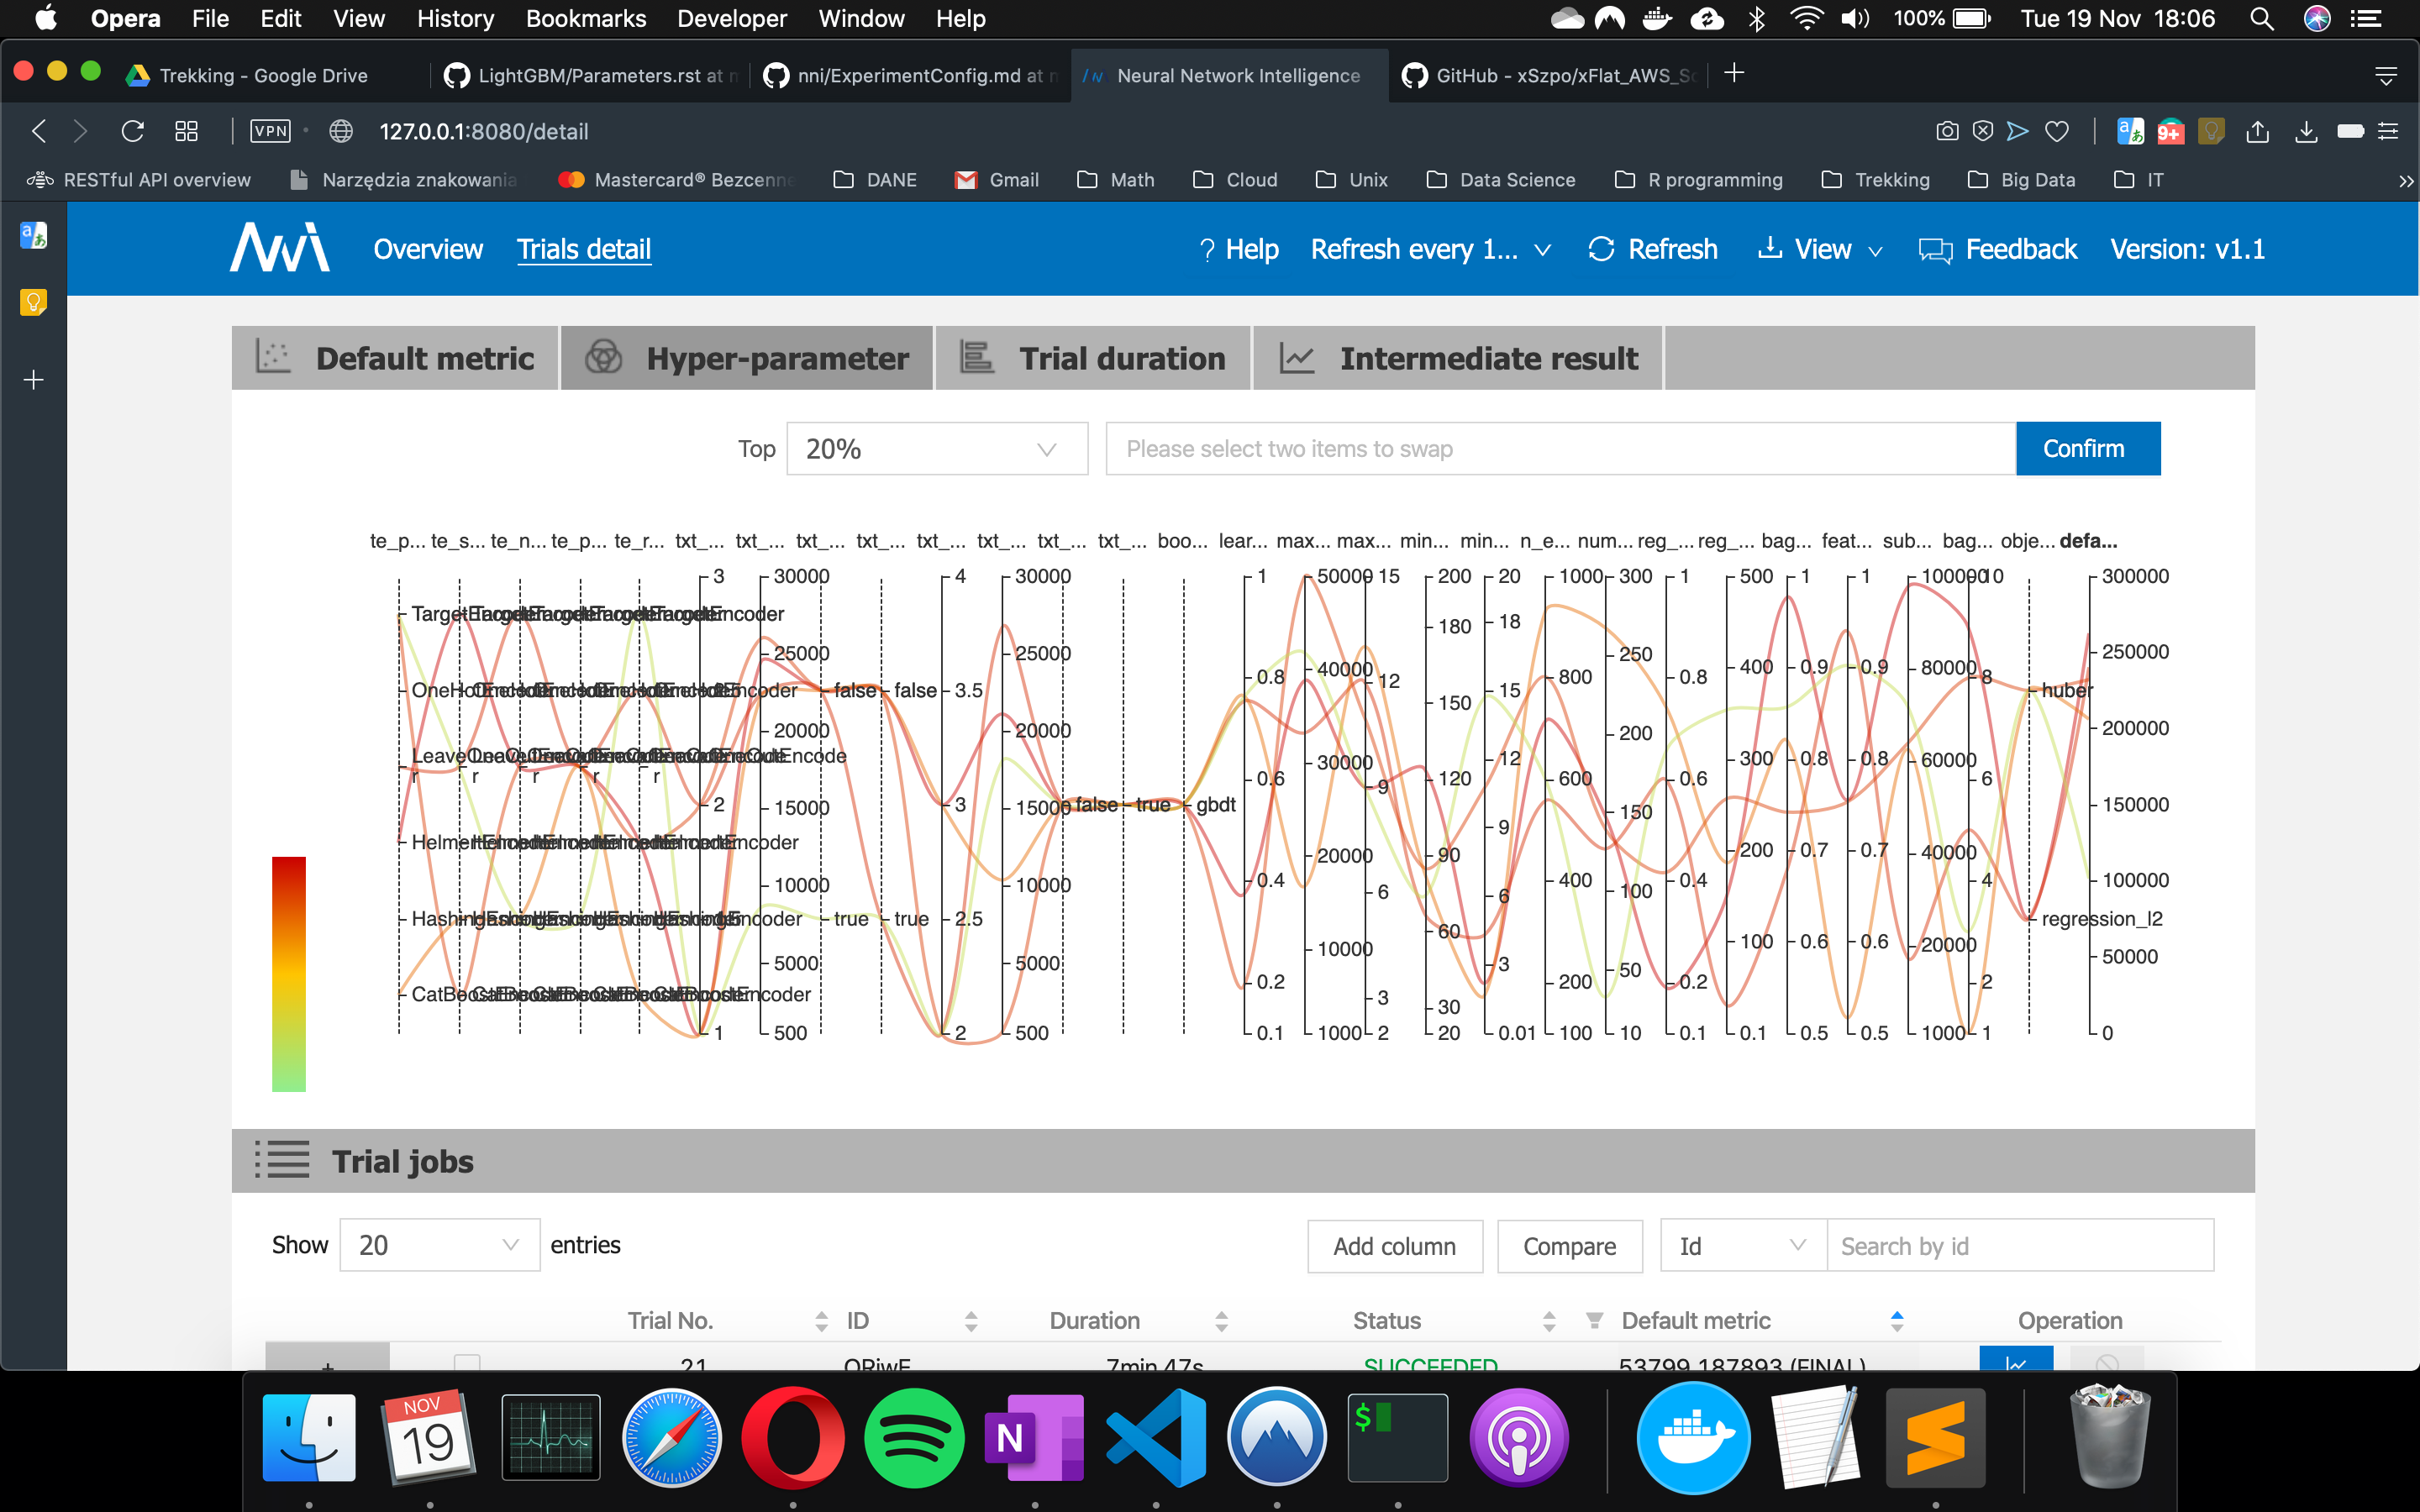 Opera File Edit View History Bookmarks Developer Window Help 100% Tue 19 Nov 18:06
Trekking - Google Drive LightGBM/Parameters.rst at nni/ExperimentConfig.md at Neural Network Intelligence GitHub - xSzpo/xFlat_AWS_Sc
VPN 127.0.0.1:8080/detail 9+
RESTful API overview Narzędzia znakowania Mastercard® Bezcenne DANE Gmail Math Cloud Unix Data Science R programming Trekking Big Data IT
Overview Trials detail ? Help Refresh every 1... Refresh View Feedback Version: v1.1
Default metric Hyper-parameter Trial duration Intermediate result
Top 20% Please select two items to swap Confirm
te_p... te_s... te_n... te_p... te_r... txt_... txt_... txt_... txt_... txt_... txt_... txt_... txt_... boo... lear... max... max... min... min... n_e... num... reg_... reg_... bag... feat... sub... bag... obje... defa...
3 30000 4 30000 1 50000 15 200 20 1000 300 1 500 1 1 100000 10 300000
180 18
25000 25000 250 250000
0.8 40000 12 800 0.8 400 0.9 0.9 80000 8
false false 3.5 150 15 huber
20000 20000 200 200000
30000 12 300 0.8 0.8 60000
0.6 9 120 600 0.6 6
2 15000 3 15000 false true gbdt 150 150000
9
20000 90 200 0.7 0.7 40000
10000 10000 0.4 6 6 400 100 0.4 4 100000
true true 2.5 regression_l2
60 100 0.6 0.6 20000
5000 5000 10000 3 50 50000
0.2 3 200 0.2 2
30
1 500 2 500 0.1 1000 2 20 0.01 100 10 0.1 0.1 0.5 0.5 1000 1 0
Trial jobs
Show 20 entries Add column Compare Id Search by id
Trial No. ID Duration Status Default metric Operation
21 QRiwE 7min 47s SUCCEEDED 53799.187893 (FINAL)
NOV
19
N
$